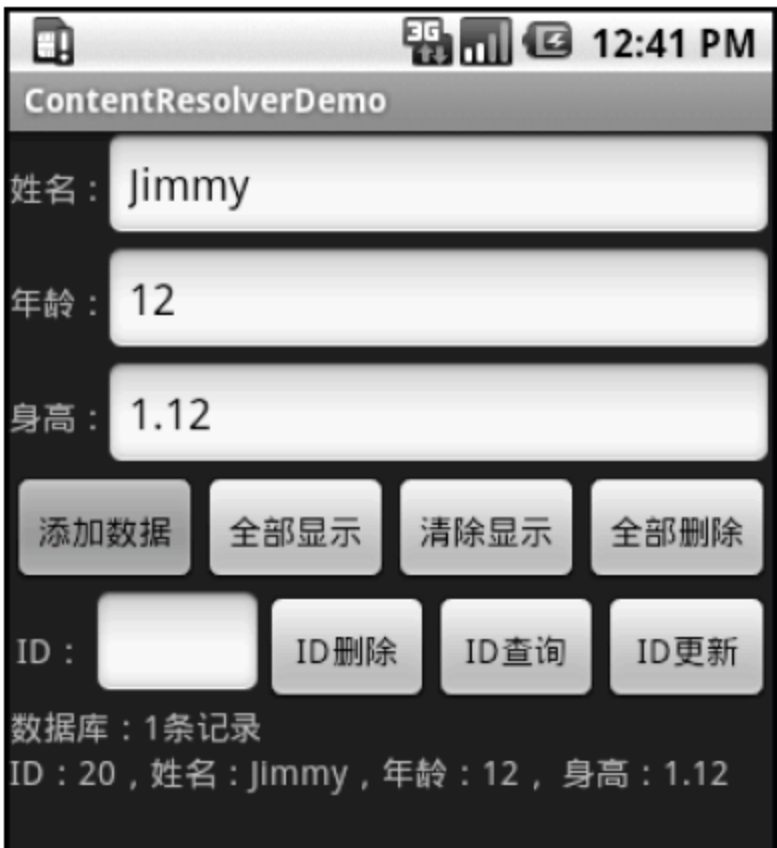 3G 12:41 PM
ContentResolverDemo
姓名： Jimmy
年龄： 12
身高： 1.12
添加数据 全部显示 清除显示 全部删除
ID： ID删除 ID查询 ID更新
数据库：1条记录
ID：20，姓名：Jimmy，年龄：12， 身高：1.12